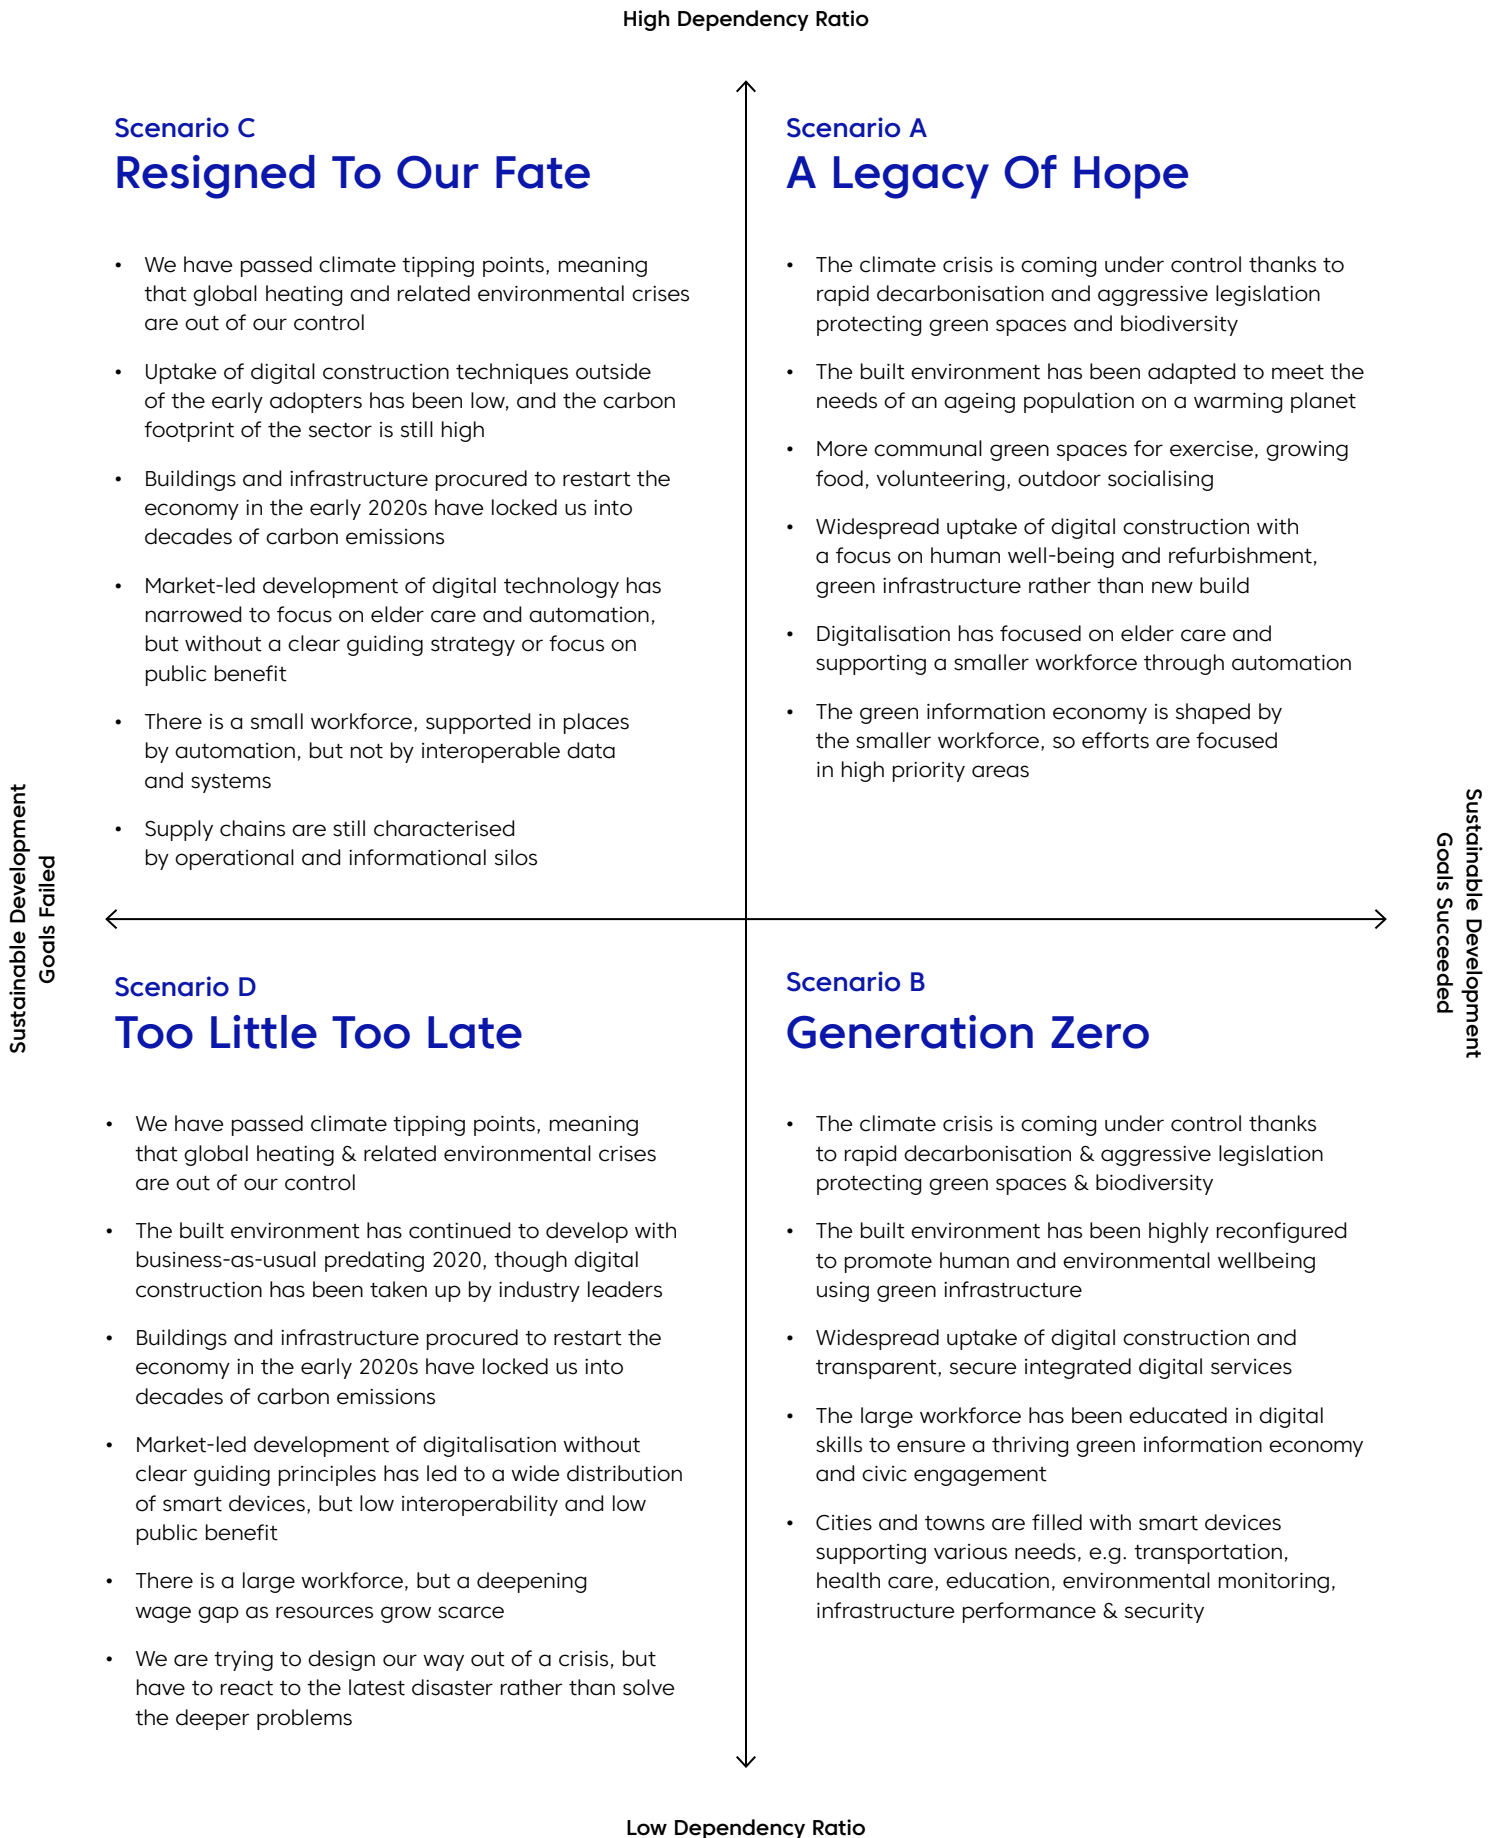 High Dependency Ratio
Scenario C
Resigned To Our Fate
• We have passed climate tipping points, meaning
that global heating and related environmental crises
are out of our control
• Uptake of digital construction techniques outside
of the early adopters has been low, and the carbon
footprint of the sector is still high
• Buildings and infrastructure procured to restart the
economy in the early 2020s have locked us into
decades of carbon emissions
• Market-led development of digital technology has
narrowed to focus on elder care and automation,
but without a clear guiding strategy or focus on
public benefit
• There is a small workforce, supported in places
by automation, but not by interoperable data
and systems
• Supply chains are still characterised
by operational and informational silos
Scenario A
A Legacy Of Hope
• The climate crisis is coming under control thanks to
rapid decarbonisation and aggressive legislation
protecting green spaces and biodiversity
• The built environment has been adapted to meet the
needs of an ageing population on a warming planet
• More communal green spaces for exercise, growing
food, volunteering, outdoor socialising
• Widespread uptake of digital construction with
a focus on human well-being and refurbishment,
green infrastructure rather than new build
• Digitalisation has focused on elder care and
supporting a smaller workforce through automation
• The green information economy is shaped by
the smaller workforce, so efforts are focused
in high priority areas
Sustainable Development
Goals Failed
Sustainable Development
Goals Succeeded
Scenario D
Too Little Too Late
• We have passed climate tipping points, meaning
that global heating & related environmental crises
are out of our control
• The built environment has continued to develop with
business-as-usual predating 2020, though digital
construction has been taken up by industry leaders
• Buildings and infrastructure procured to restart the
economy in the early 2020s have locked us into
decades of carbon emissions
• Market-led development of digitalisation without
clear guiding principles has led to a wide distribution
of smart devices, but low interoperability and low
public benefit
• There is a large workforce, but a deepening
wage gap as resources grow scarce
• We are trying to design our way out of a crisis, but
have to react to the latest disaster rather than solve
the deeper problems
Scenario B
Generation Zero
• The climate crisis is coming under control thanks
to rapid decarbonisation & aggressive legislation
protecting green spaces & biodiversity
• The built environment has been highly reconfigured
to promote human and environmental wellbeing
using green infrastructure
• Widespread uptake of digital construction and
transparent, secure integrated digital services
• The large workforce has been educated in digital
skills to ensure a thriving green information economy
and civic engagement
• Cities and towns are filled with smart devices
supporting various needs, e.g. transportation,
health care, education, environmental monitoring,
infrastructure performance & security
Low Dependency Ratio